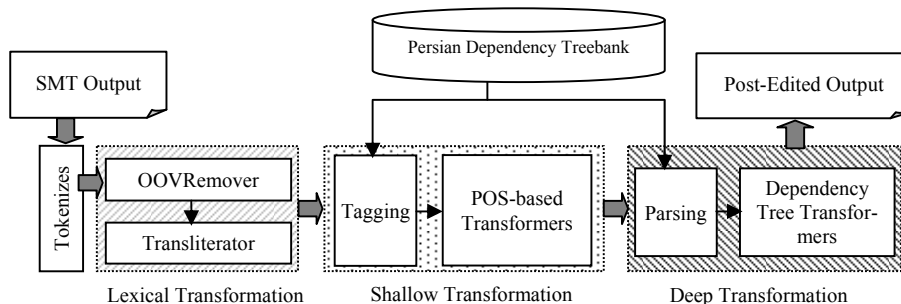 Persian Dependency Treebank
SMT Output
Post-Edited Output
Tokenizes
OOVRemover
Transliterator
Tagging
POS-based
Transformers
Parsing
Dependency
Tree Transfor-
mers
Lexical Transformation
Shallow Transformation
Deep Transformation